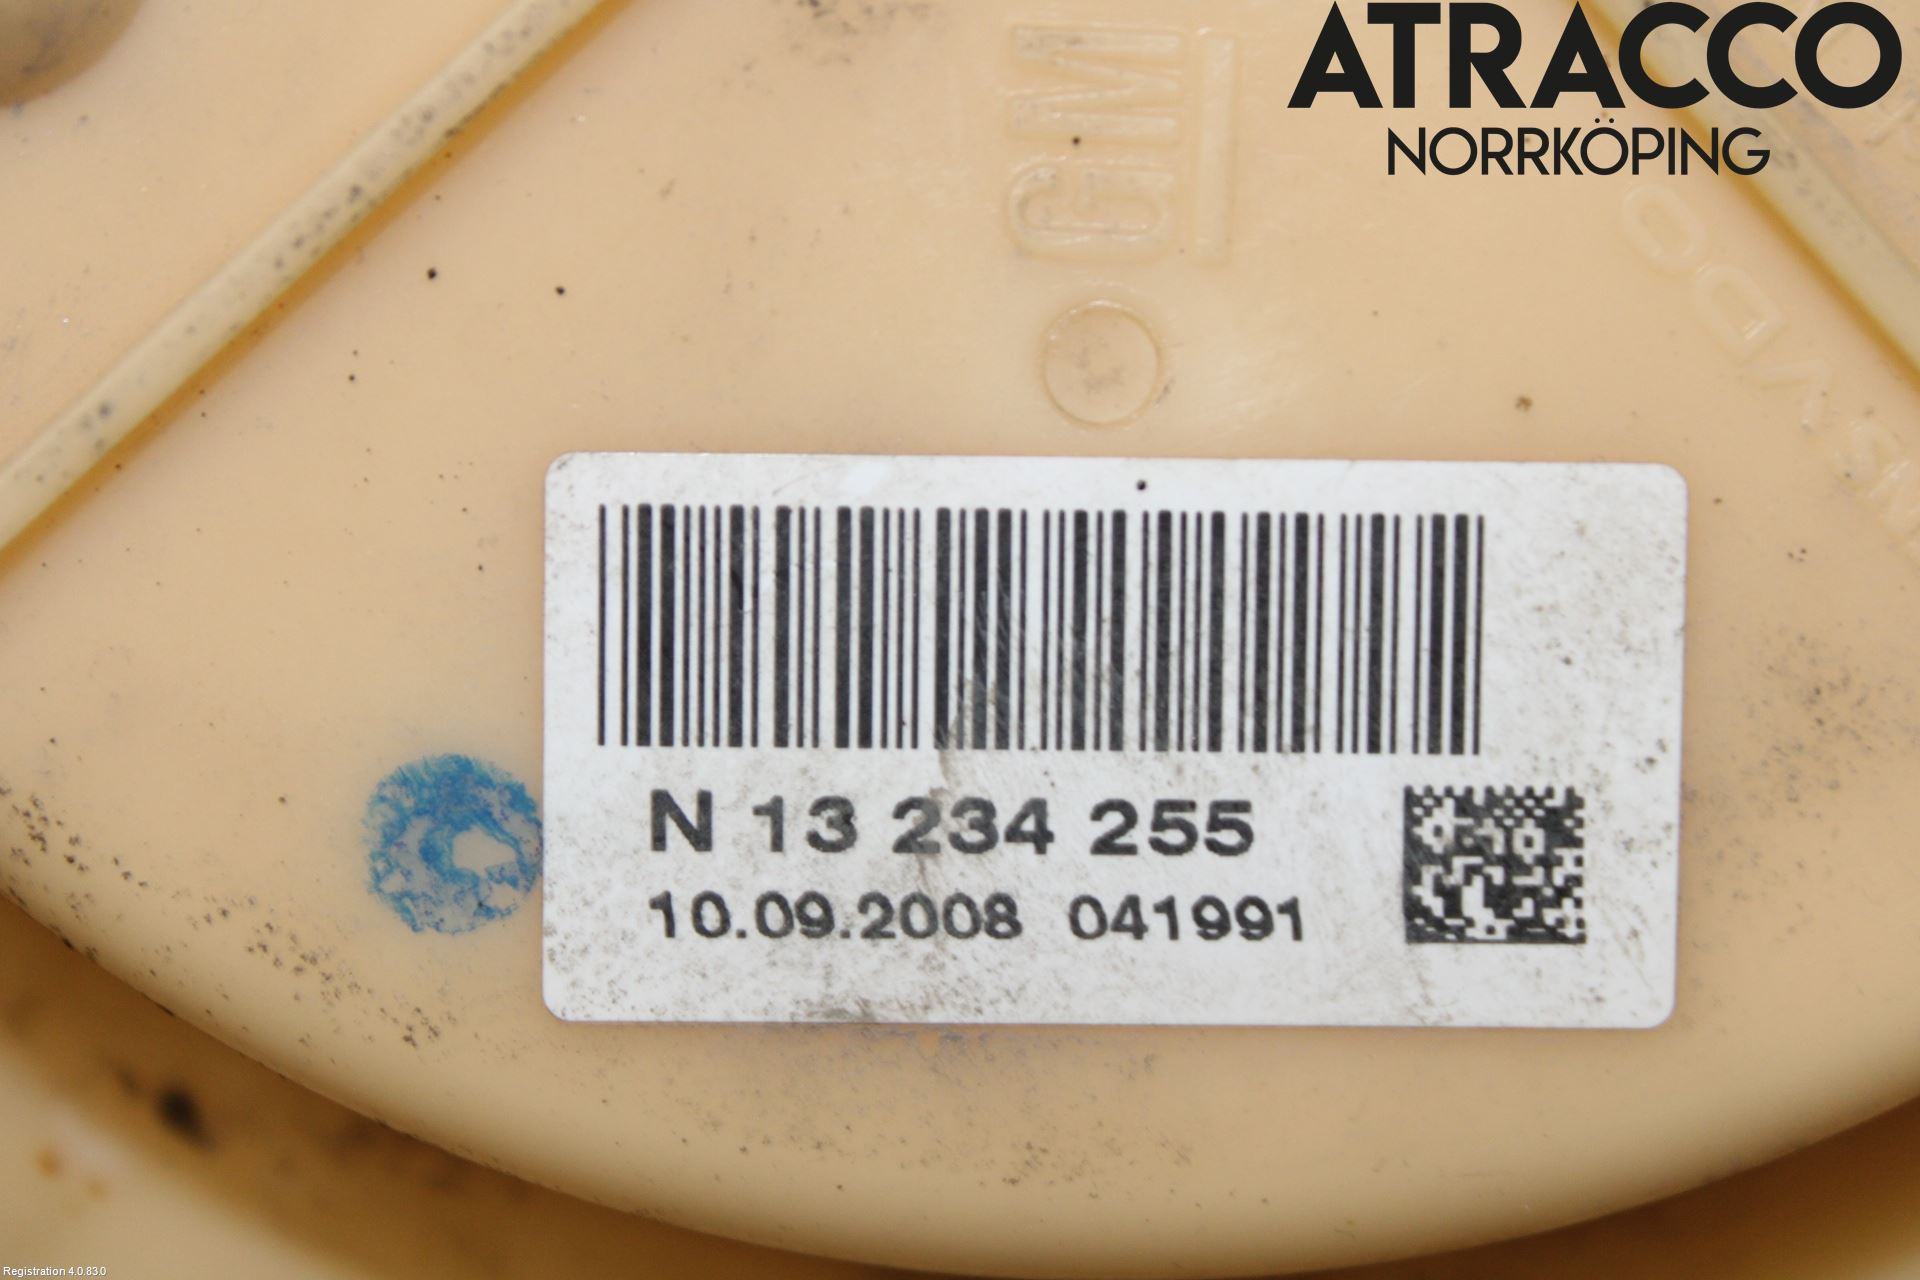 ATRACCO
NORRKÖPING
GM
N 13 234 255
10.09.2008 041991
Registration 4.0.83.0